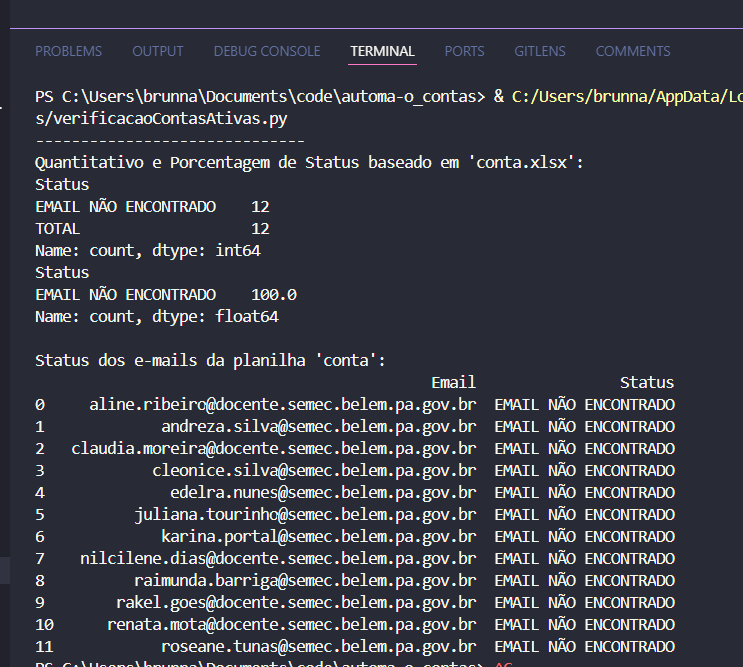 PROBLEMS OUTPUT DEBUG CONSOLE TERMINAL PORTS GITLENS COMMENTS
PS C:\Users\brunna\Documents\code\automa-o_contas> & C:/Users/brunna/AppData/Lo
s/verificacaoContasAtivas.py
------------------------------
Quantitativo e Porcentagem de Status baseado em 'conta.xlsx':
Status
EMAIL NÃO ENCONTRADO    12
TOTAL                   12
Name: count, dtype: int64
Status
EMAIL NÃO ENCONTRADO    100.0
Name: count, dtype: float64
Status dos e-mails da planilha 'conta':
Email Status
0 aline.ribeiro@docente.semec.belem.pa.gov.br EMAIL NÃO ENCONTRADO
1 andreza.silva@semec.belem.pa.gov.br EMAIL NÃO ENCONTRADO
2 claudia.moreira@docente.semec.belem.pa.gov.br EMAIL NÃO ENCONTRADO
3 cleonice.silva@semec.belem.pa.gov.br EMAIL NÃO ENCONTRADO
4 edelra.nunes@semec.belem.pa.gov.br EMAIL NÃO ENCONTRADO
5 juliana.tourinho@semec.belem.pa.gov.br EMAIL NÃO ENCONTRADO
6 karina.portal@semec.belem.pa.gov.br EMAIL NÃO ENCONTRADO
7 nilcilene.dias@docente.semec.belem.pa.gov.br EMAIL NÃO ENCONTRADO
8 raimunda.barriga@semec.belem.pa.gov.br EMAIL NÃO ENCONTRADO
9 rakel.goes@docente.semec.belem.pa.gov.br EMAIL NÃO ENCONTRADO
10 renata.mota@docente.semec.belem.pa.gov.br EMAIL NÃO ENCONTRADO
11 roseane.tunas@semec.belem.pa.gov.br EMAIL NÃO ENCONTRADO
PS C:\Users\brunna\Documents\code\automa-o_contas>